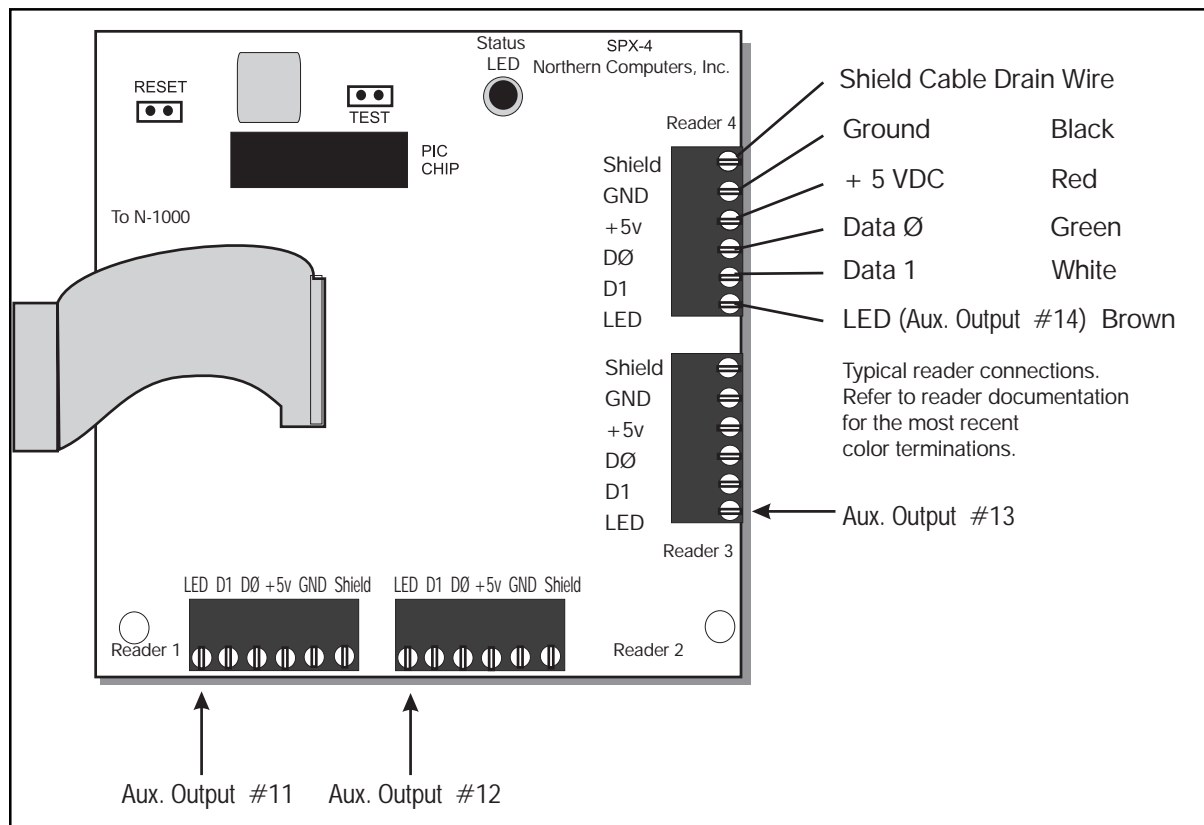 Status
LED
SPX-4
Northern Computers, Inc.
RESET
TEST
PIC
CHIP
To N-1000
Reader 4
Shield
GND
+5v
DØ
D1
LED
Shield Cable Drain Wire
Ground Black
+ 5 VDC Red
Data Ø Green
Data 1 White
LED (Aux. Output #14) Brown
Typical reader connections.
Refer to reader documentation
for the most recent
color terminations.
Shield
GND
+5v
DØ
D1
LED
Aux. Output #13
Reader 3
LED D1 DØ +5v GND Shield
LED D1 DØ +5v GND Shield
Reader 1
Reader 2
Aux. Output #11
Aux. Output #12